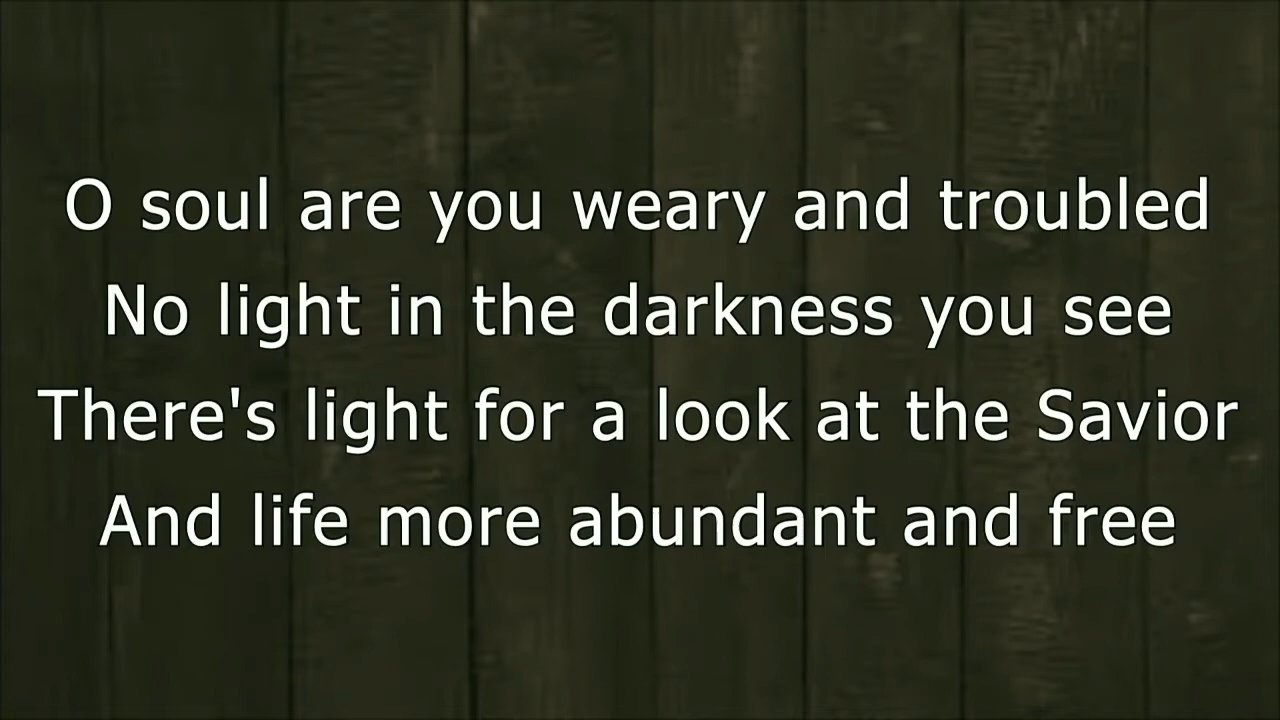 O soul are you weary and troubled
No light in the darkness you see
There's light for a look at the Savior
And life more abundant and free